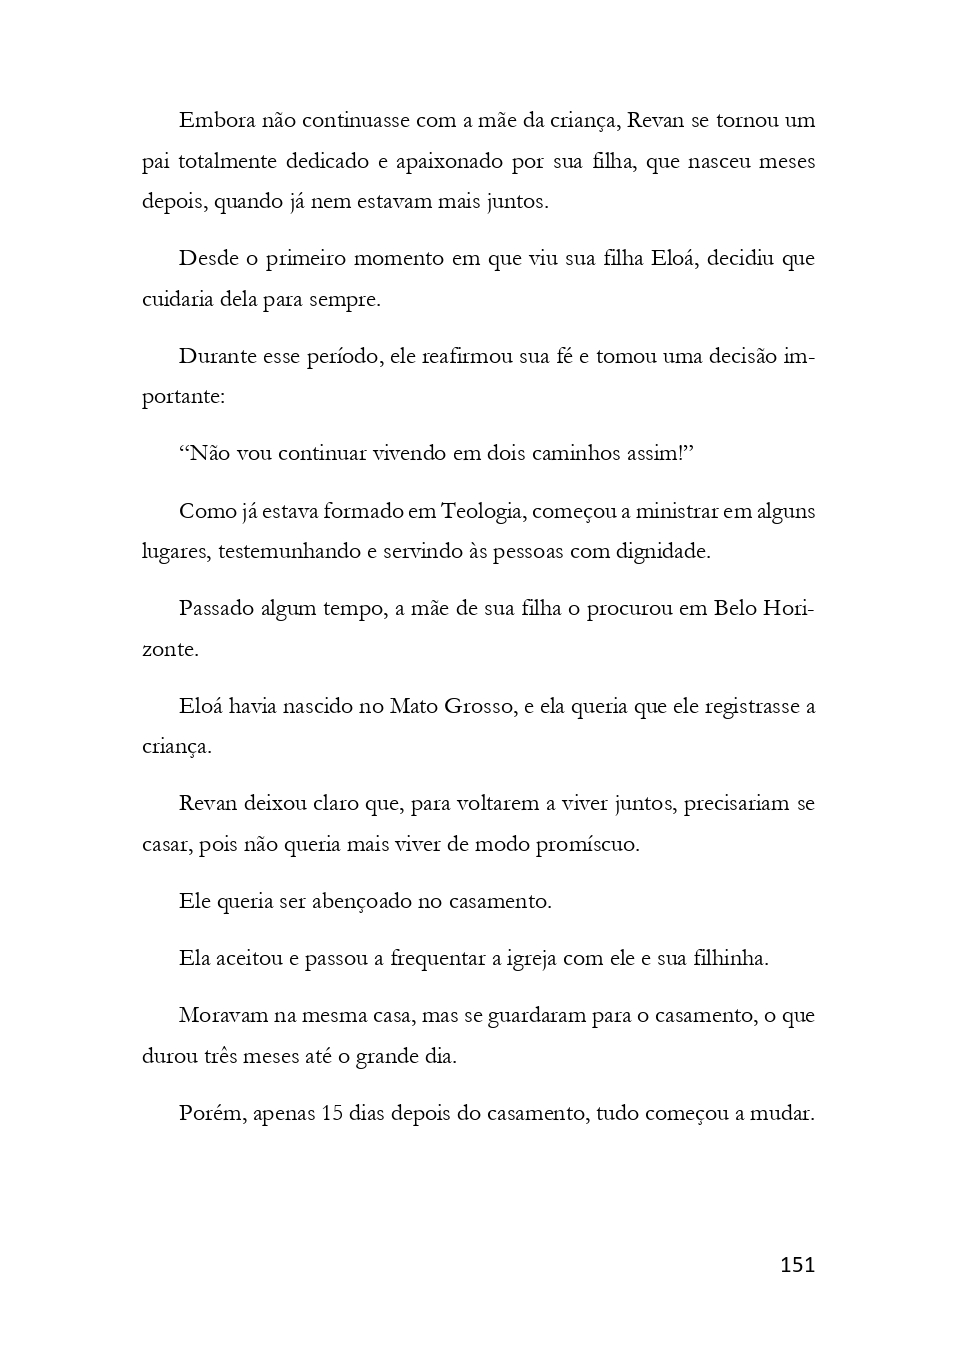 Embora não continuasse com a mãe da criança, Revan se tornou um
pai totalmente dedicado e apaixonado por sua filha, que nasceu meses
depois, quando já nem estavam mais juntos.
Desde o primeiro momento em que viu sua filha Eloá, decidiu que
cuidaria dela para sempre.
Durante esse período, ele reafirmou sua fé e tomou uma decisão im-
portante:
“Não vou continuar vivendo em dois caminhos assim!”
Como já estava formado em Teologia, começou a ministrar em alguns
lugares, testemunhando e servindo às pessoas com dignidade.
Passado algum tempo, a mãe de sua filha o procurou em Belo Hori-
zonte.
Eloá havia nascido no Mato Grosso, e ela queria que ele registrasse a
criança.
Revan deixou claro que, para voltarem a viver juntos, precisariam se
casar, pois não queria mais viver de modo promíscuo.
Ele queria ser abençoado no casamento.
Ela aceitou e passou a frequentar a igreja com ele e sua filhinha.
Moravam na mesma casa, mas se guardaram para o casamento, o que
durou três meses até o grande dia.
Porém, apenas 15 dias depois do casamento, tudo começou a mudar.
151